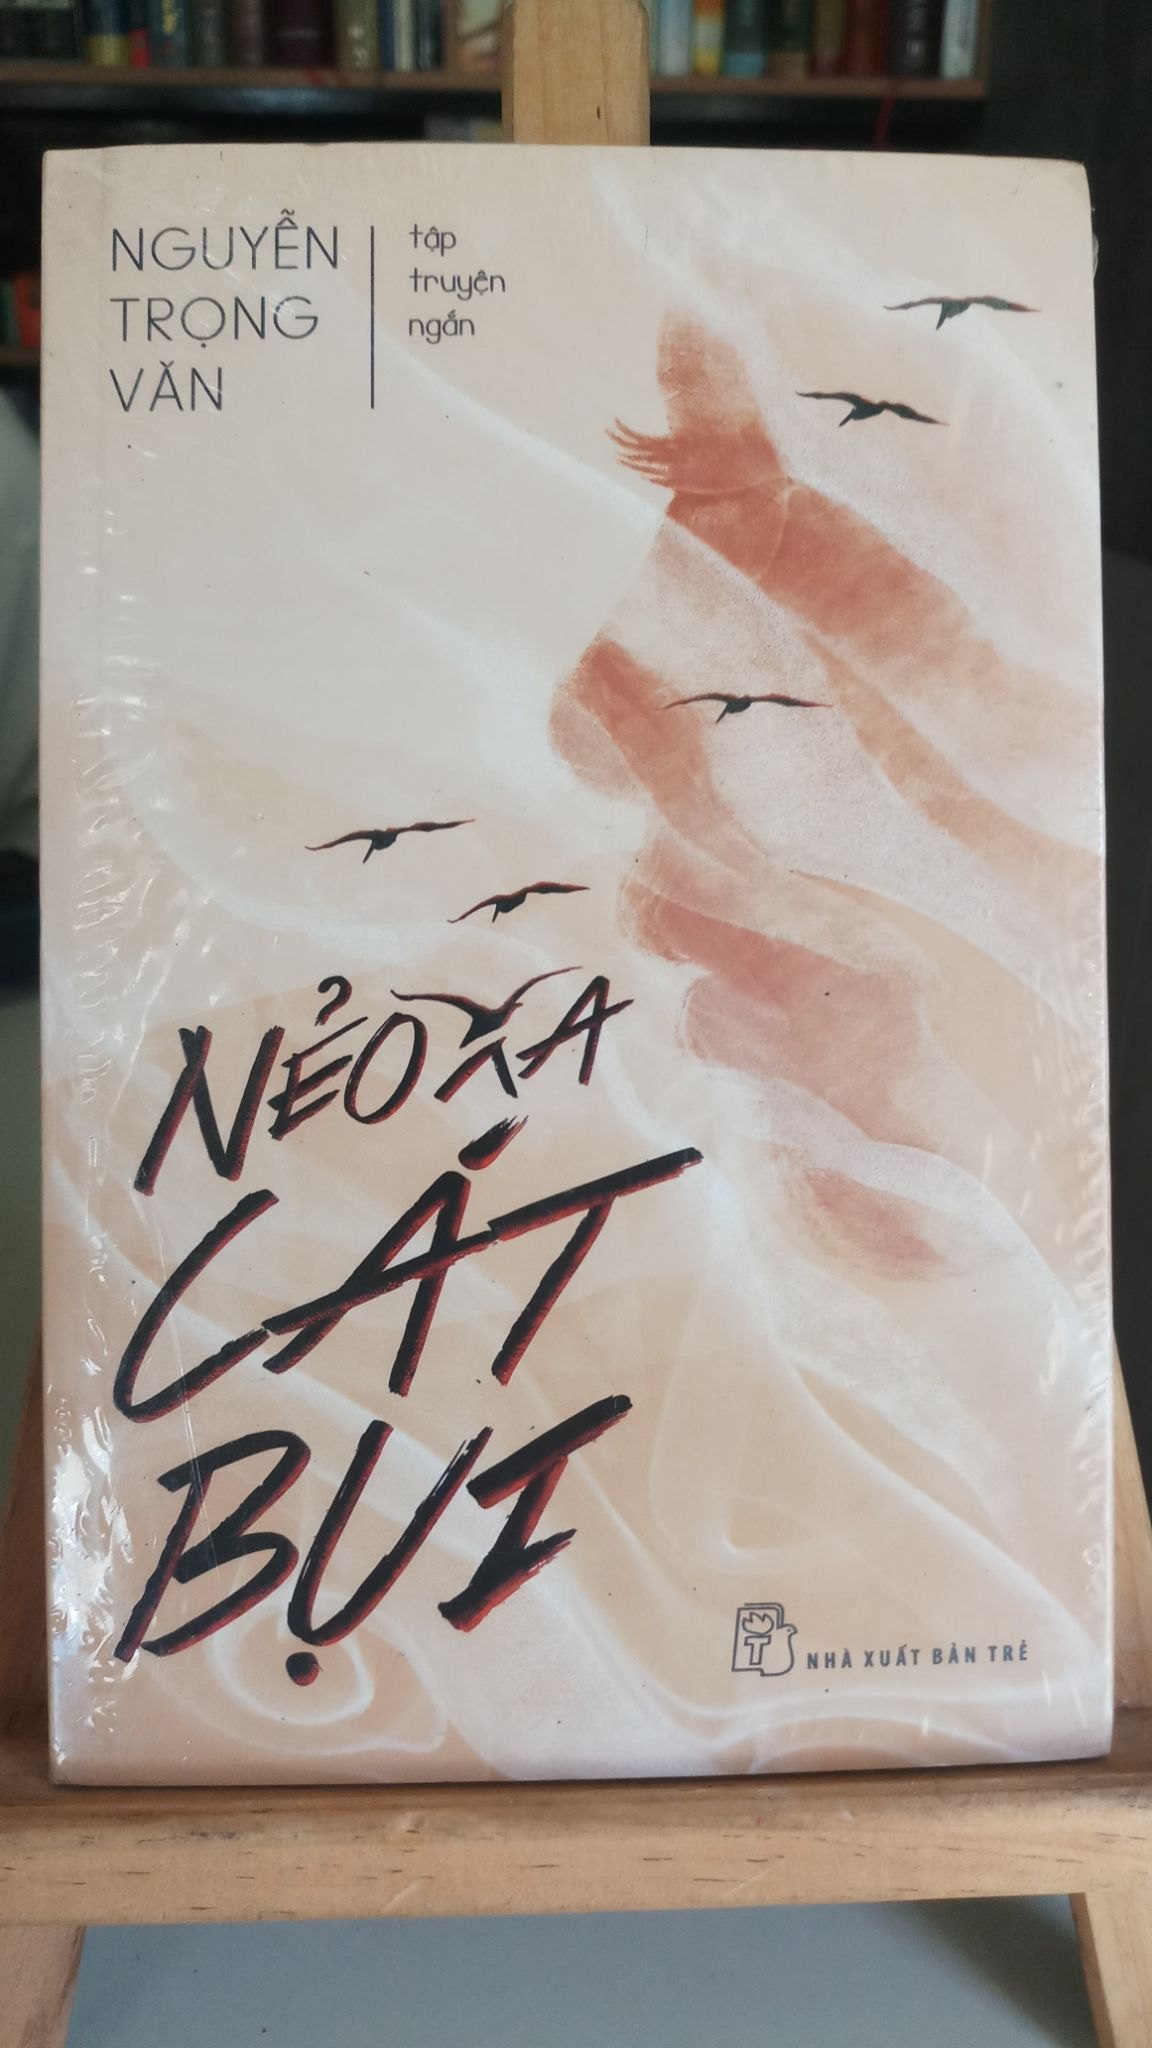 NGUYỄN
TRỌNG
VĂN
tập
truyện
ngắn
NẺO XA
CÁT
BỤI
T
NHÀ XUẤT BẢN TRẺ